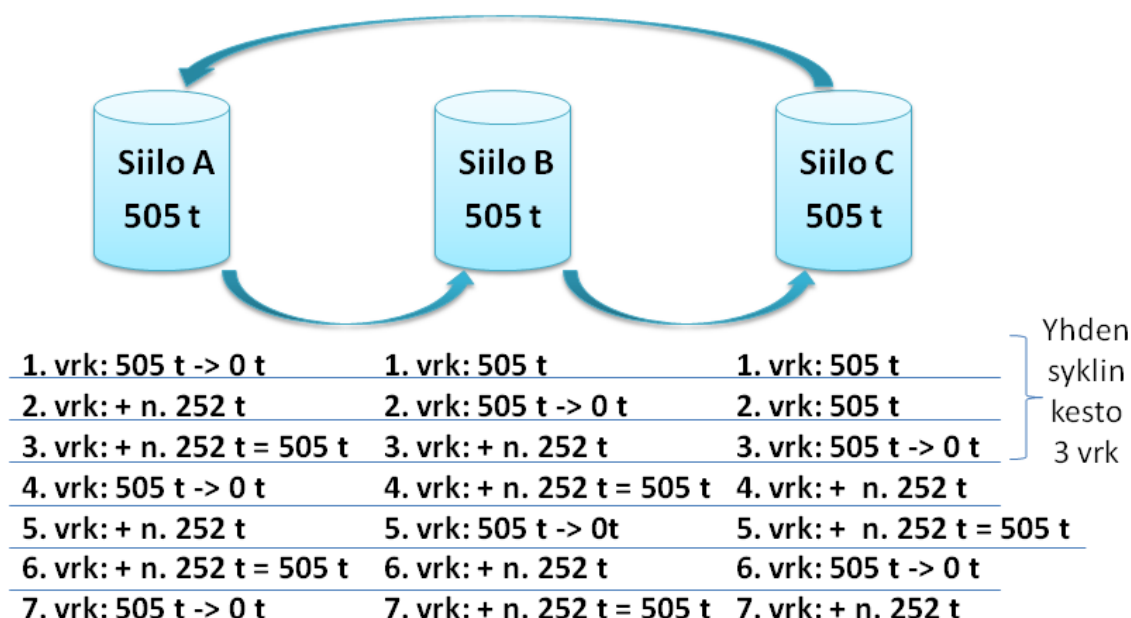 Siilo A
505 t
Siilo B
505 t
Siilo C
505 t
1. vrk: 505 t -> 0 t
1. vrk: 505 t
1. vrk: 505 t
2. vrk: + n. 252 t
2. vrk: 505 t -> 0 t
2. vrk: 505 t
3. vrk: + n. 252 t = 505 t
3. vrk: + n. 252 t
3. vrk: 505 t -> 0 t
4. vrk: 505 t -> 0 t
4. vrk: + n. 252 t = 505 t
4. vrk: + n. 252 t
5. vrk: + n. 252 t
5. vrk: 505 t -> 0t
5. vrk: + n. 252 t = 505 t
6. vrk: + n. 252 t = 505 t
6. vrk: + n. 252 t
6. vrk: 505 t -> 0 t
7. vrk: 505 t -> 0 t
7. vrk: + n. 252 t = 505 t
7. vrk: + n. 252 t
Yhden
syklin
kesto
3 vrk